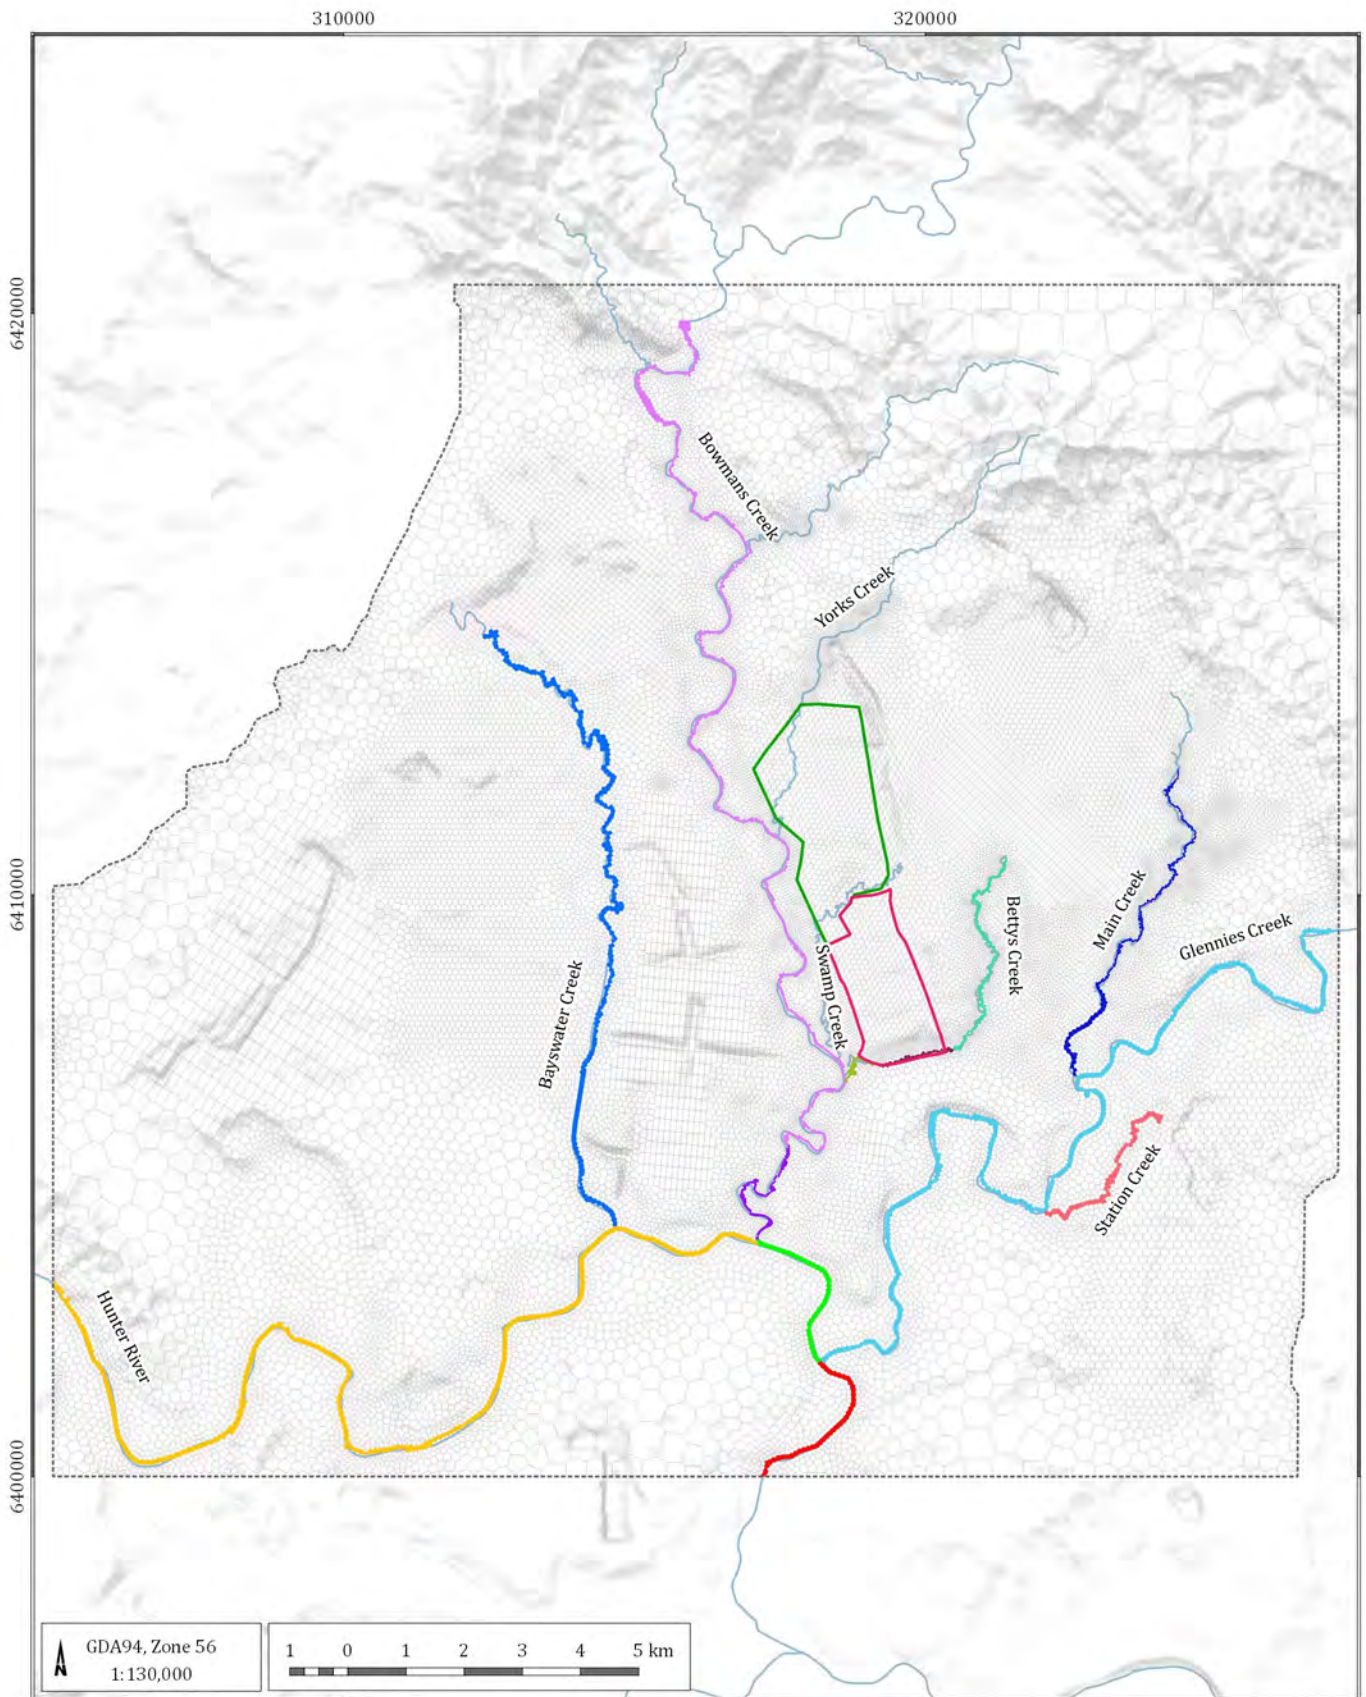 310000
320000
6420000
Bowmans Creek
Yorks Creek
6410000
Main Creek
Bettys Creek
Glennies Creek
Swamp Creek
Bayswater Creek
Station Creek
Hunter River
6400000
GDA94, Zone 56
1:130,000
N
1 0 1 2 3 4 5 km